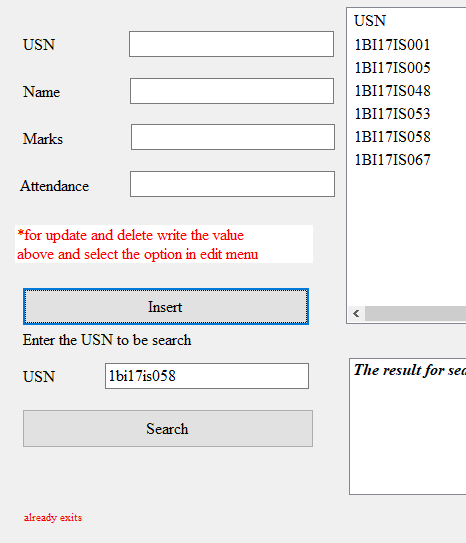 USN
Name
Marks
Attendance
*for update and delete write the value
above and select the option in edit menu
Insert
Enter the USN to be search
USN
1bi17is058
Search
already exits
USN
1BI17IS001
1BI17IS005
1BI17IS048
1BI17IS053
1BI17IS058
1BI17IS067
The result for